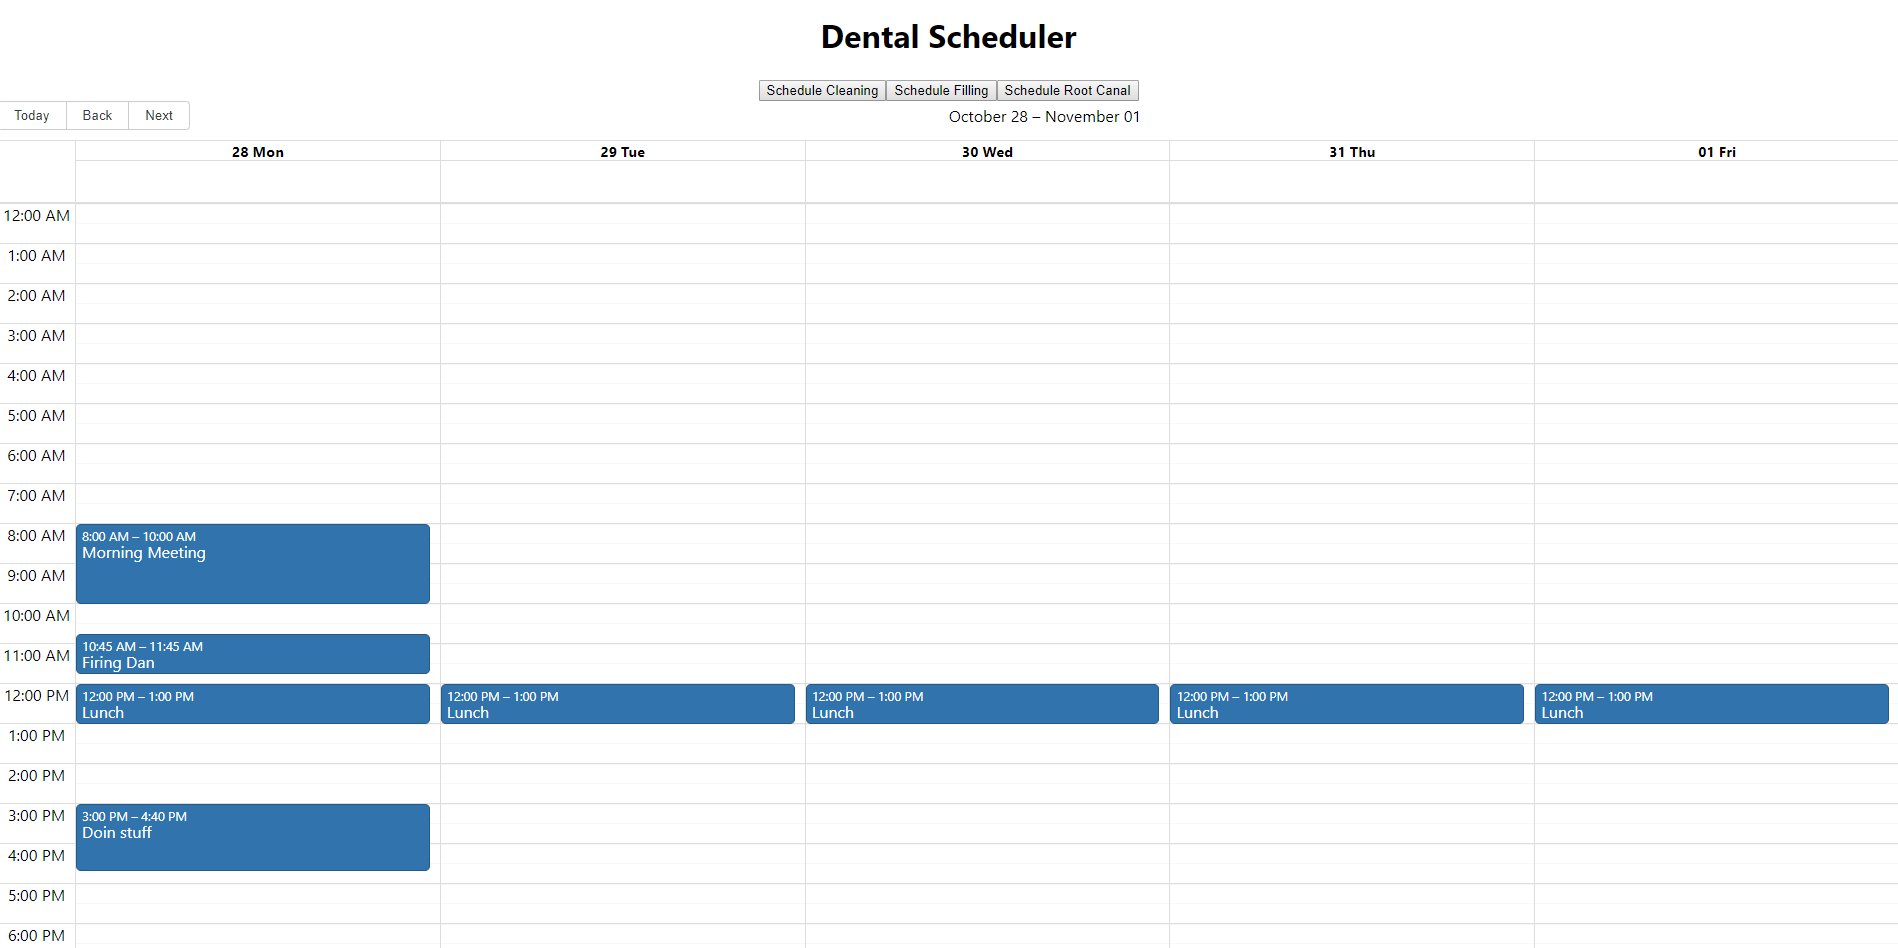 Dental Scheduler
Schedule Cleaning Schedule Filling Schedule Root Canal
Today Back Next October 28 – November 01
28 Mon 29 Tue 30 Wed 31 Thu 01 Fri
12:00 AM
1:00 AM
2:00 AM
3:00 AM
4:00 AM
5:00 AM
6:00 AM
7:00 AM
8:00 AM 8:00 AM – 10:00 AM
Morning Meeting
9:00 AM
10:00 AM
10:45 AM – 11:45 AM
11:00 AM Firing Dan
12:00 PM 12:00 PM – 1:00 PM 12:00 PM – 1:00 PM 12:00 PM – 1:00 PM 12:00 PM – 1:00 PM 12:00 PM – 1:00 PM
Lunch Lunch Lunch Lunch Lunch
1:00 PM
2:00 PM
3:00 PM 3:00 PM – 4:40 PM
Doin stuff
4:00 PM
5:00 PM
6:00 PM